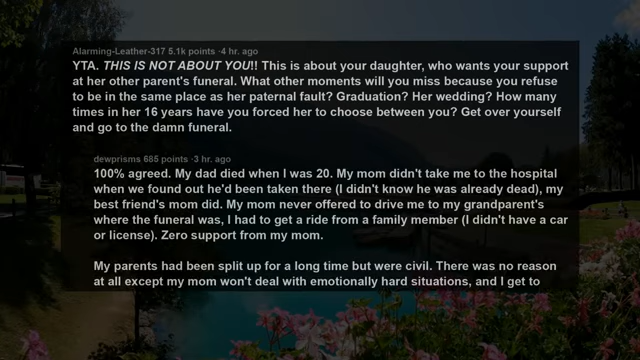 Alarming-Leather-317 5.1k points · 4 hr. ago
YTA. THIS IS NOT ABOUT YOU!! This is about your daughter, who wants your support
at her other parent's funeral. What other moments will you miss because you refuse
to be in the same place as her paternal fault? Graduation? Her wedding? How many
times in her 16 years have you forced her to choose between you? Get over yourself
and go to the damn funeral.
dewprisms 685 points · 3 hr. ago
100% agreed. My dad died when I was 20. My mom didn't take me to the hospital
when we found out he'd been taken there (I didn't know he was already dead), my
best friend's mom did. My mom never offered to drive me to my grandparent's
where the funeral was, I had to get a ride from a family member (I didn't have a car
or license). Zero support from my mom.
My parents had been split up for a long time but were civil. There was no reason
at all except my mom won't deal with emotionally hard situations, and I get to